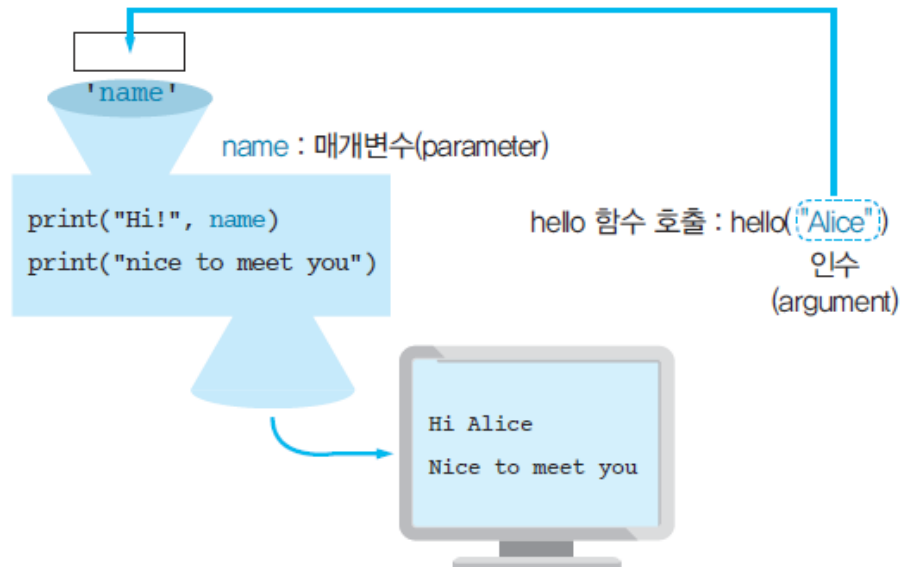 'name'
name : 매개변수(parameter)
print("Hi!", name)
print("nice to meet you")
hello 함수 호출 : hello("Alice")
인수
(argument)
Hi Alice
Nice to meet you